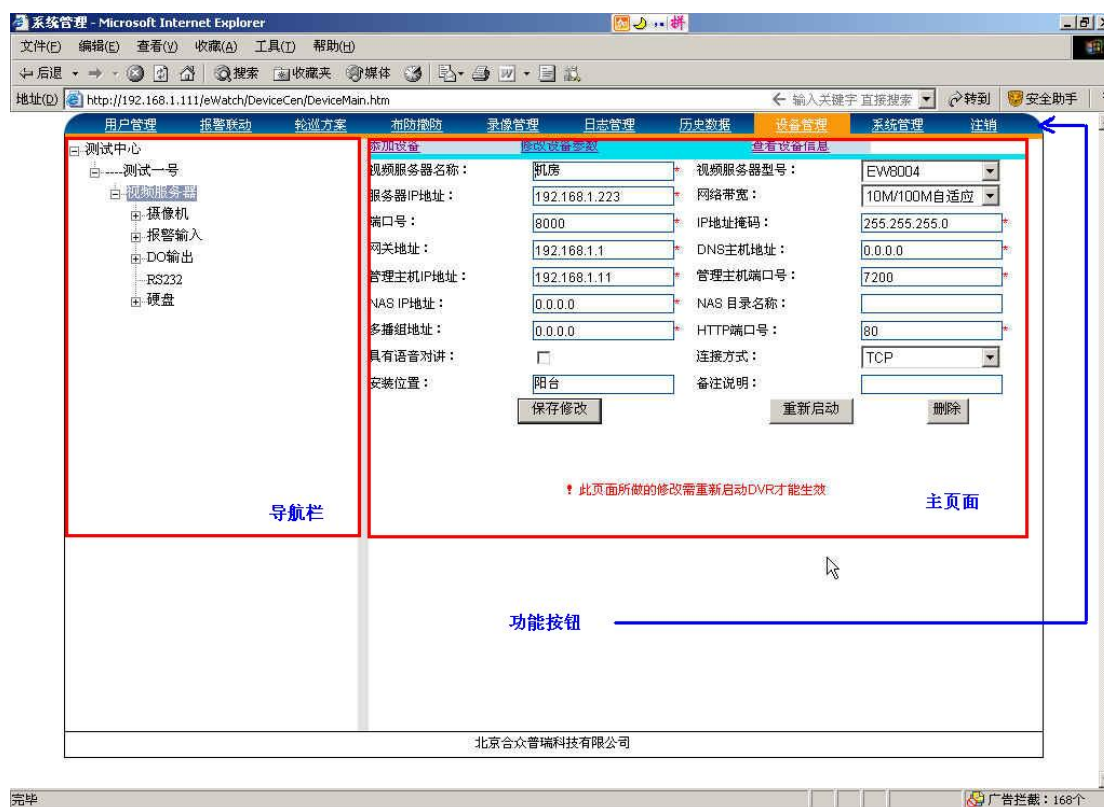 系统管理 - Microsoft Internet Explorer
拼
文件(F) 编辑(E) 查看(V) 收藏(A) 工具(T) 帮助(H)
后退 搜索 收藏夹 媒体
地址(D) http://192.168.1.111/eWatch/DeviceCen/DeviceMain.htm 输入关键字 直接搜索 转到 安全助手
用户管理 报警联动 轮巡方案 布防撤防 录像管理 日志管理 历史数据 设备管理 系统管理 注销
测试中心
----测试一号
视频服务器
摄像机
报警输入
DO输出
RS232
硬盘
导航栏
添加设备 修改设备参数 查看设备信息
视频服务器名称: 机房 * 视频服务器型号: EW8004
服务器IP地址: 192.168.1.223 * 网络带宽: 10M/100M自适应
端口号: 8000 * IP地址掩码: 255.255.255.0 *
网关地址: 192.168.1.1 * DNS主机地址: 0.0.0.0 *
管理主机IP地址: 192.168.1.11 * 管理主机端口号: 7200 *
NAS IP地址: 0.0.0.0 * NAS 目录名称:
多播组地址: 0.0.0.0 * HTTP端口号: 80 *
具有语音对讲: 连接方式: TCP
安装位置: 阳台 备注说明:
保存修改 重新启动 删除
! 此页面所做的修改需重新启动DVR才能生效
主页面
功能按钮
北京合众普瑞科技有限公司
完毕 广告拦截:168个